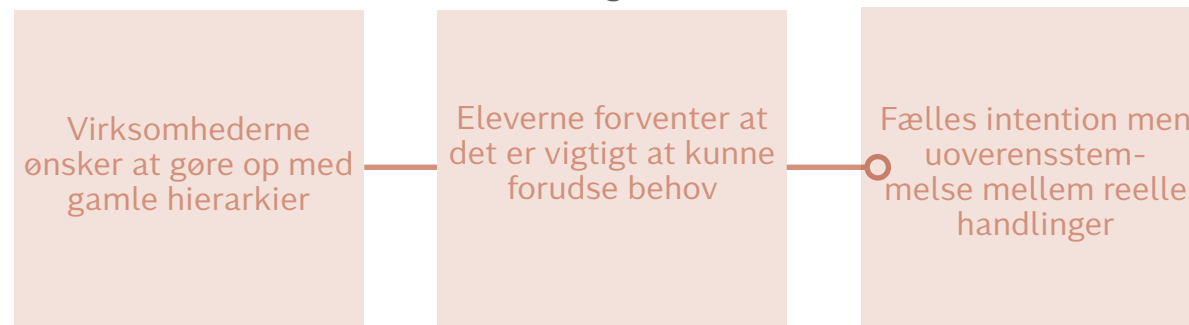 Virksomhederne
ønsker at gøre op med
gamle hierarkier
Eleverne forventer at
det er vigtigt at kunne
forudse behov
Fælles intention men
uoverensstem-
melse mellem reelle
handlinger